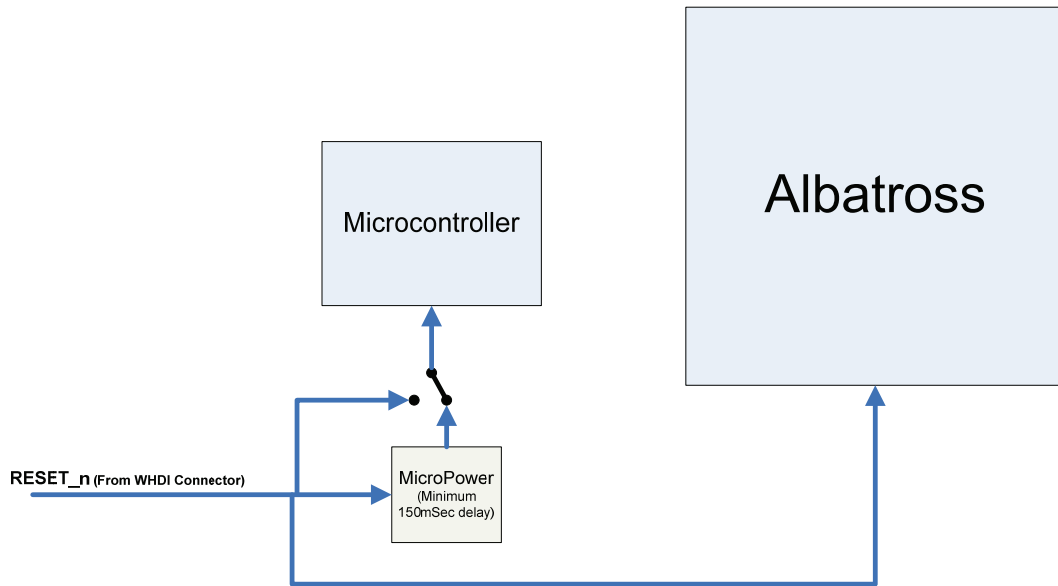 Albatross
Microcontroller
RESET_n (From WHDI Connector)
MicroPower
(Minimum
150mSec delay)